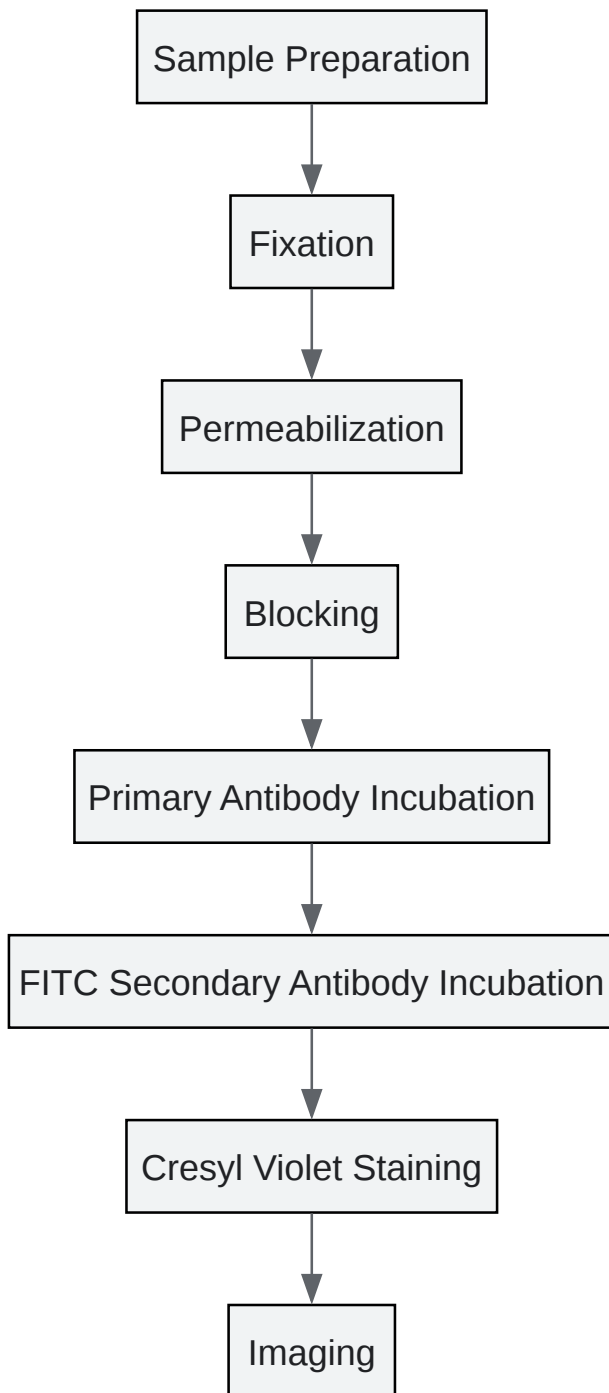 Sample Preparation
Fixation
Permeabilization
Blocking
Primary Antibody Incubation
FITC Secondary Antibody Incubation
Cresyl Violet Staining
Imaging